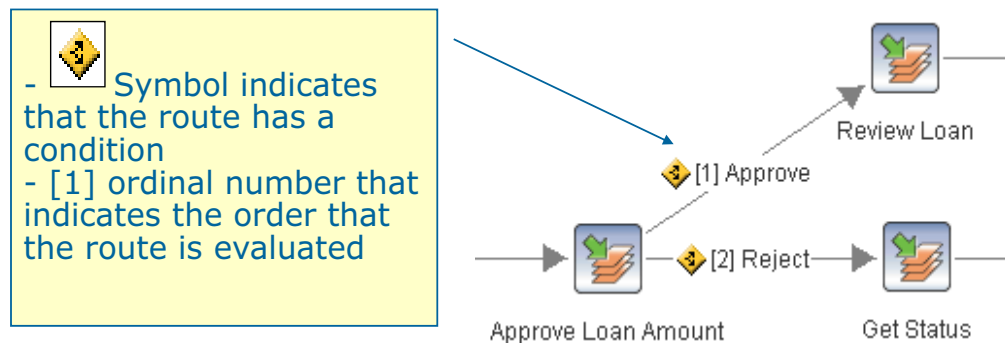 - Symbol indicates
that the route has a
condition
- [1] ordinal number that
indicates the order that
the route is evaluated
Review Loan
[1] Approve
[2] Reject
Approve Loan Amount
Get Status